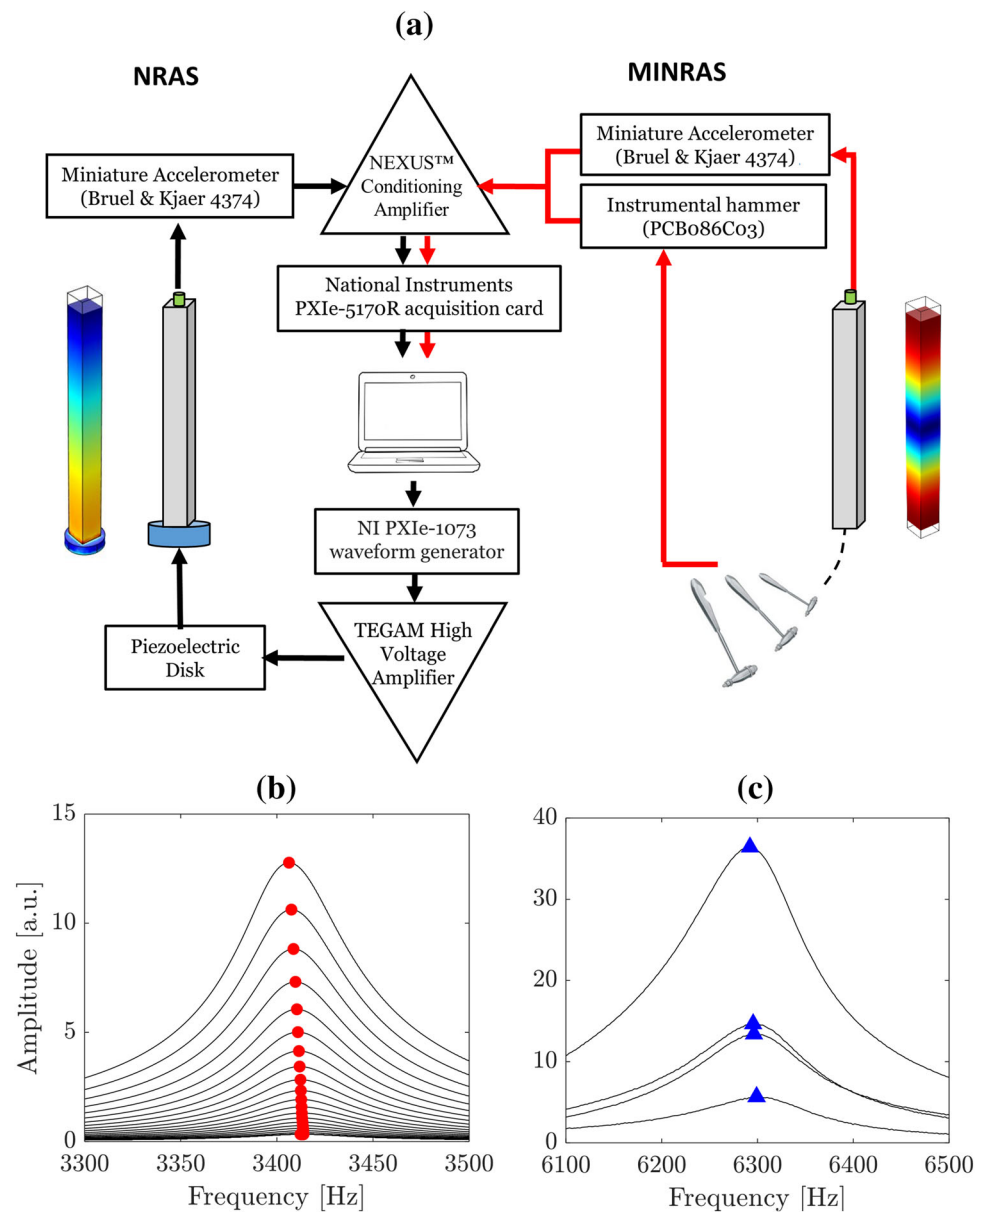 (a)
NRAS
MINRAS
Miniature Accelerometer
(Bruel & Kjaer 4374)
NEXUS™
Conditioning
Amplifier
Miniature Accelerometer
(Bruel & Kjaer 4374)
Instrumental hammer
(PCB086C03)
National Instruments
PXIe-5170R acquisition card
NI PXIe-1073
waveform generator
TEGAM High
Voltage
Amplifier
Piezoelectric
Disk
(b)
15
10
5
0
3300
3350
3400
3450
3500
Amplitude [a.u.]
Frequency [Hz]
(c)
40
30
20
10
0
6100
6200
6300
6400
6500
Frequency [Hz]